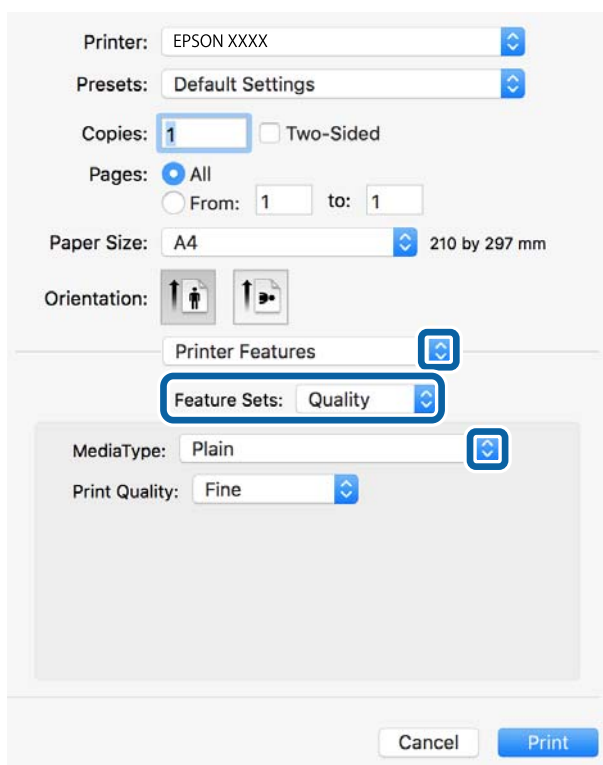 Printer: EPSON XXXX
Presets: Default Settings
Copies: 1 Two-Sided
Pages: All
From: 1 to: 1
Paper Size: A4 210 by 297 mm
Orientation:
Printer Features
Feature Sets: Quality
MediaType: Plain
Print Quality: Fine
Cancel Print